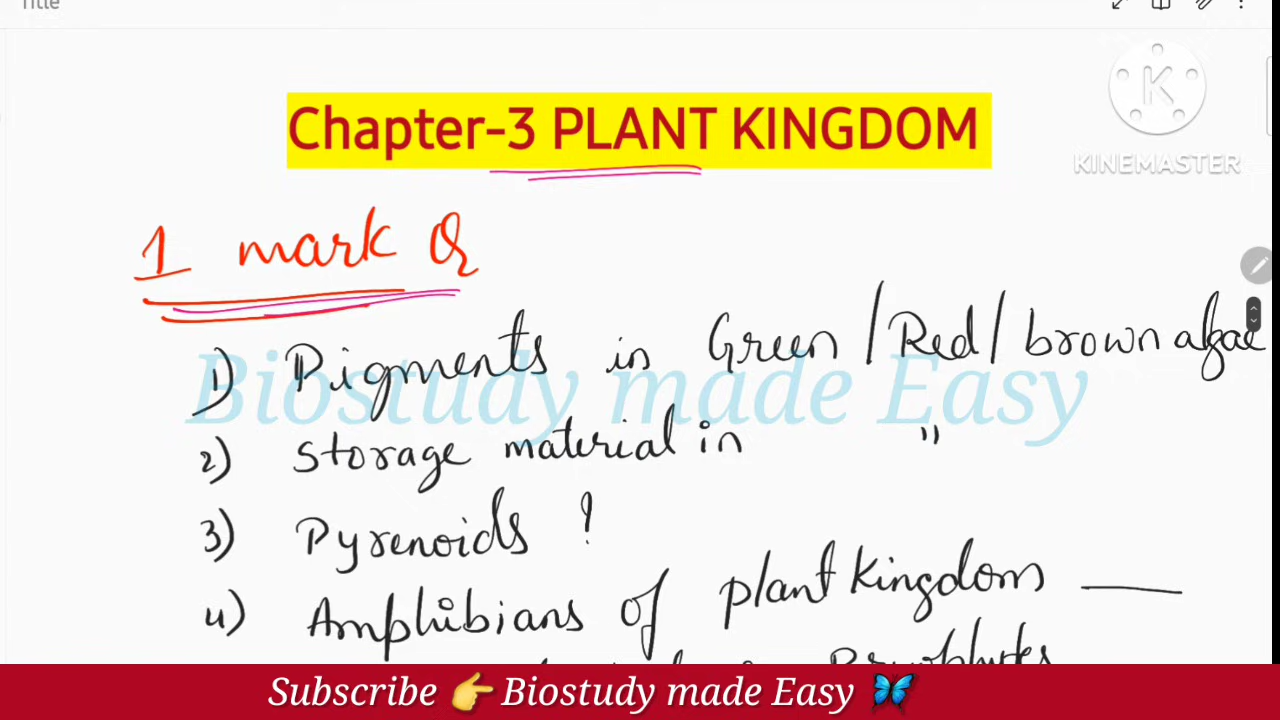 Title
Chapter-3 PLANT KINGDOM
KINEMASTER
1 mark Q
1) Pigments in Green/Red/brown algae
Biostudy made Easy
2) Storage material in "
3) Pyrenoids ?
4) Amphibians of plant kingdom ___
Bryophytes
Subscribe 👉 Biostudy made Easy 🦋